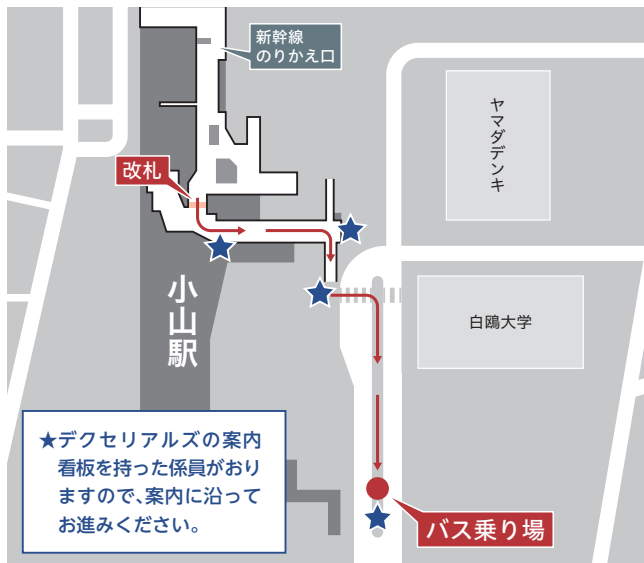 新幹線
のりかえ口
ヤマダデンキ
改札
小山駅
白鴎大学
★デクセリアルズの案内
看板を持った係員がおり
ますので、案内に沿って
お進みください。
バス乗り場